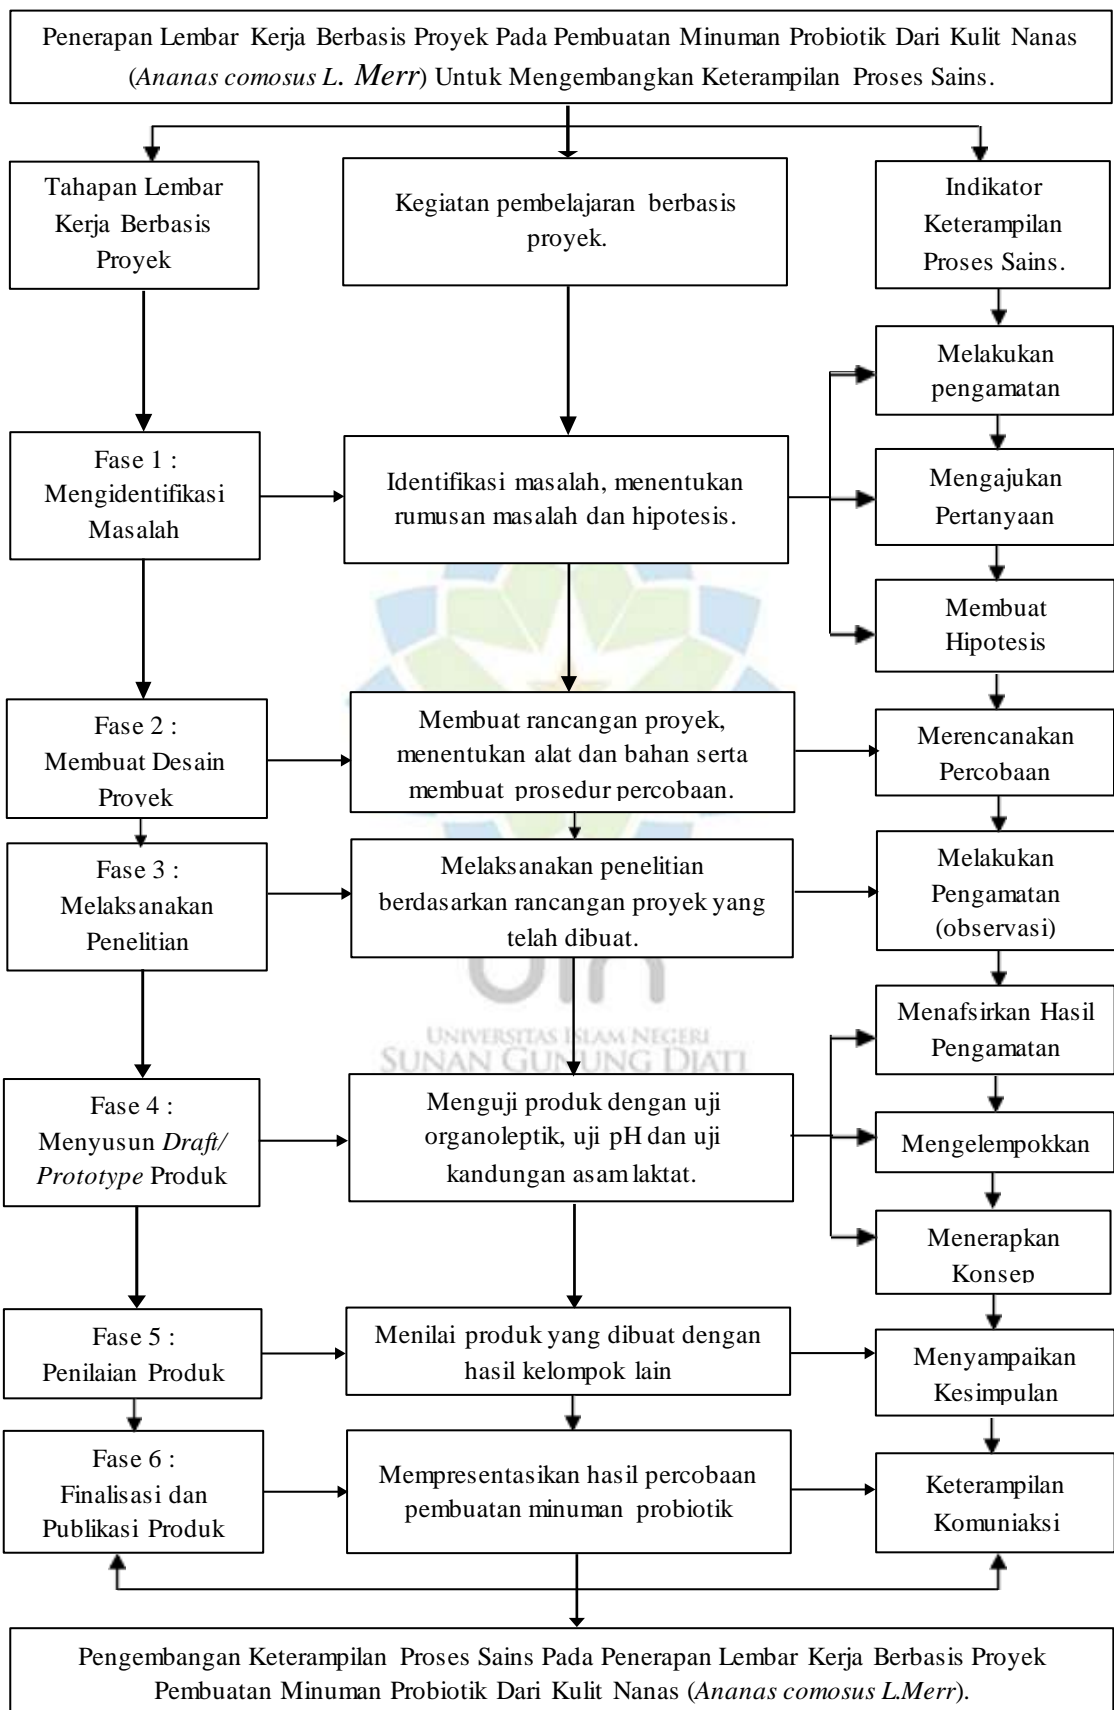 Penerapan Lembar Kerja Berbasis Proyek Pada Pembuatan Minuman Probiotik Dari Kulit Nanas
(Ananas comosus L. Merr) Untuk Mengembangkan Keterampilan Proses Sains.
Tahapan Lembar
Kerja Berbasis
Proyek
Kegiatan pembelajaran berbasis
proyek.
Indikator
Keterampilan
Proses Sains.
Melakukan
pengamatan
Fase 1 :
Mengidentifikasi
Masalah
Identifikasi masalah, menentukan
rumusan masalah dan hipotesis.
Mengajukan
Pertanyaan
Membuat
Hipotesis
Fase 2 :
Membuat Desain
Proyek
Membuat rancangan proyek,
menentukan alat dan bahan serta
membuat prosedur percobaan.
Merencanakan
Percobaan
Fase 3 :
Melaksanakan
Penelitian
Melaksanakan penelitian
berdasarkan rancangan proyek yang
telah dibuat.
Melakukan
Pengamatan
(observasi)
uin
UNIVERSITAS ISLAM NEGERI
SUNAN GUNUNG DJATI
Menafsirkan Hasil
Pengamatan
Fase 4 :
Menyusun Draft/
Prototype Produk
Menguji produk dengan uji
organoleptik, uji pH dan uji
kandungan asam laktat.
Mengelempokkan
Menerapkan
Konsep
Fase 5 :
Penilaian Produk
Menilai produk yang dibuat dengan
hasil kelompok lain
Menyampaikan
Kesimpulan
Fase 6 :
Finalisasi dan
Publikasi Produk
Mempresentasikan hasil percobaan
pembuatan minuman probiotik
Keterampilan
Komuniaksi
Pengembangan Keterampilan Proses Sains Pada Penerapan Lembar Kerja Berbasis Proyek
Pembuatan Minuman Probiotik Dari Kulit Nanas (Ananas comosus L.Merr).